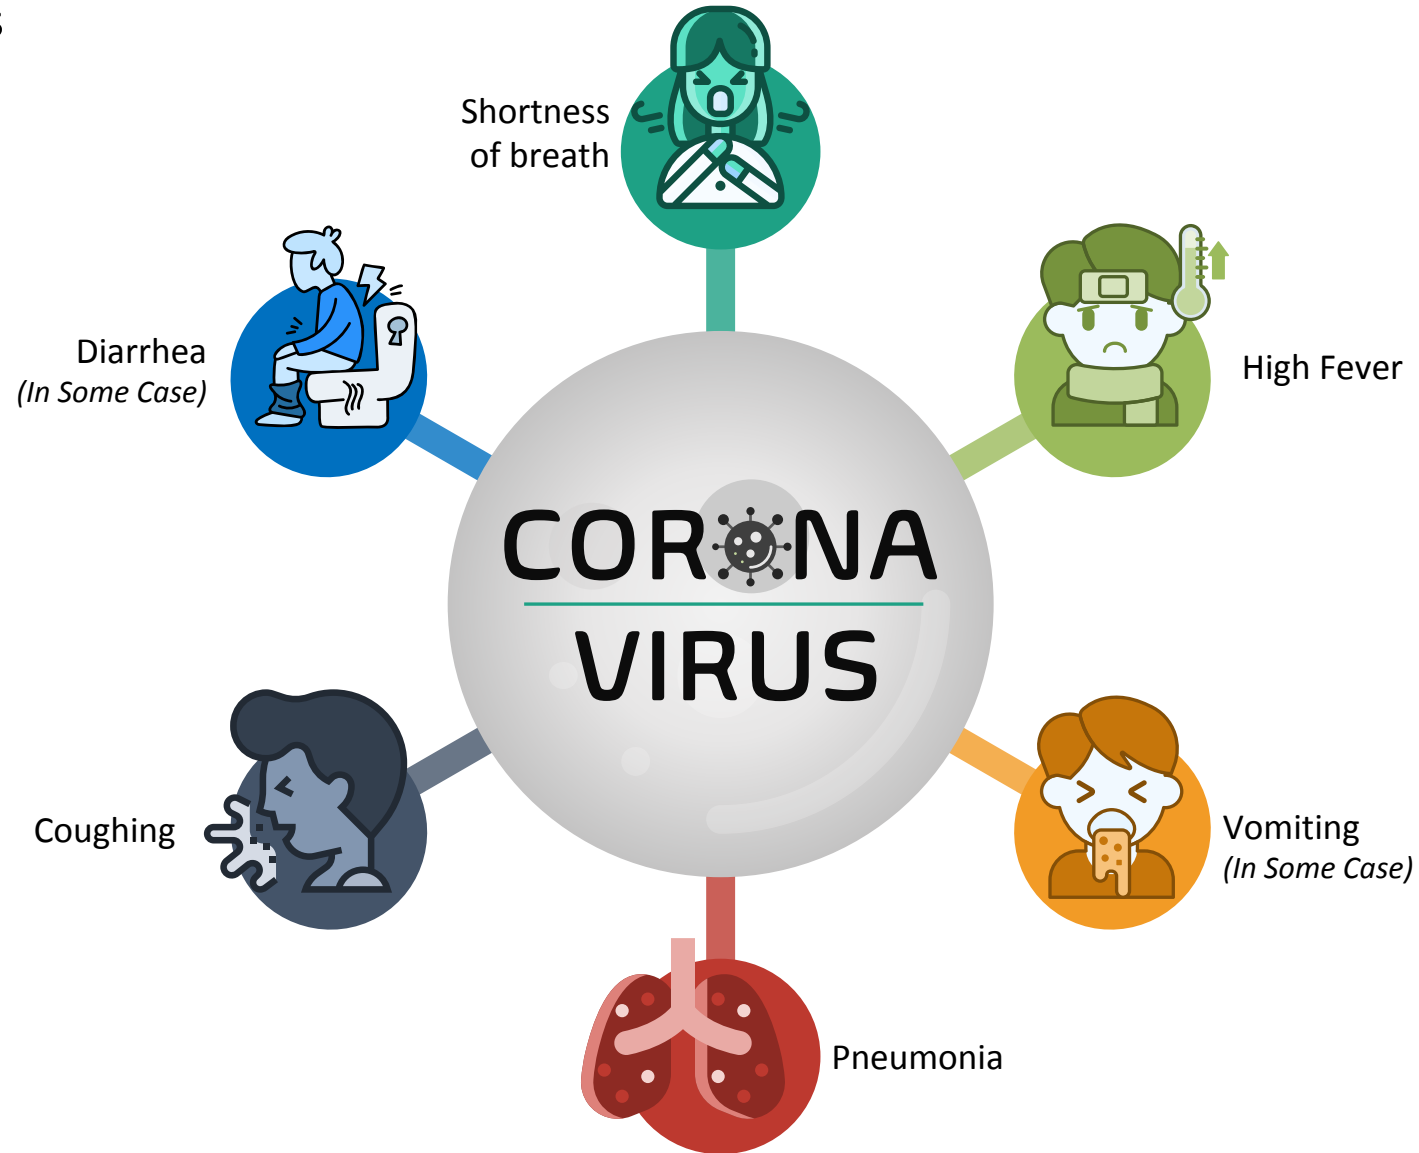 Shortness
of breath
High Fever
Diarrhea
(In Some Case)
CORONA
VIRUS
Coughing
Vomiting
(In Some Case)
Pneumonia